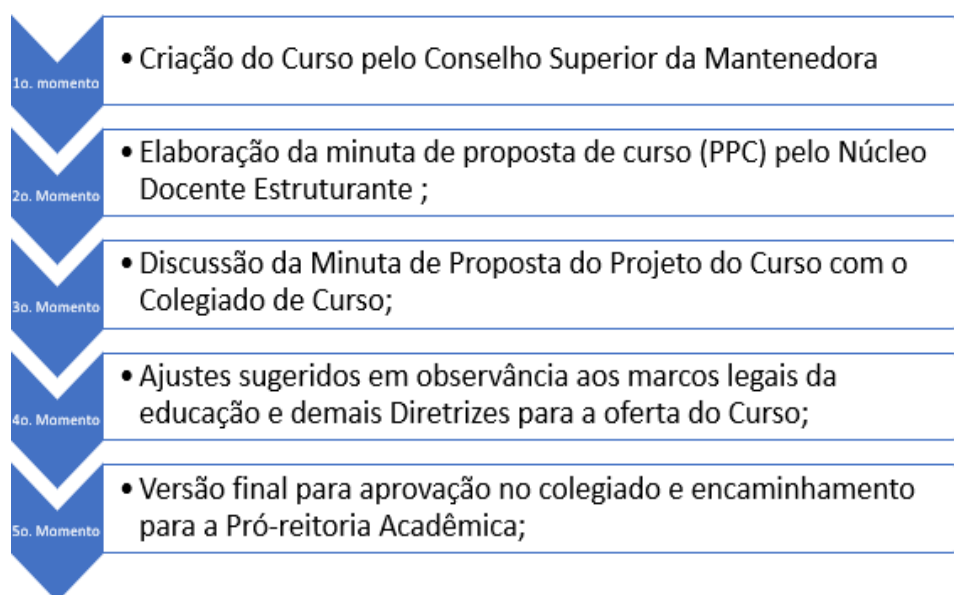 1o. momento
• Criação do Curso pelo Conselho Superior da Mantenedora
2o. Momento
• Elaboração da minuta de proposta de curso (PPC) pelo Núcleo
Docente Estruturante ;
3o. Momento
• Discussão da Minuta de Proposta do Projeto do Curso com o
Colegiado de Curso;
4o. Momento
• Ajustes sugeridos em observância aos marcos legais da
educação e demais Diretrizes para a oferta do Curso;
5o. Momento
• Versão final para aprovação no colegiado e encaminhamento
para a Pró-reitoria Acadêmica;